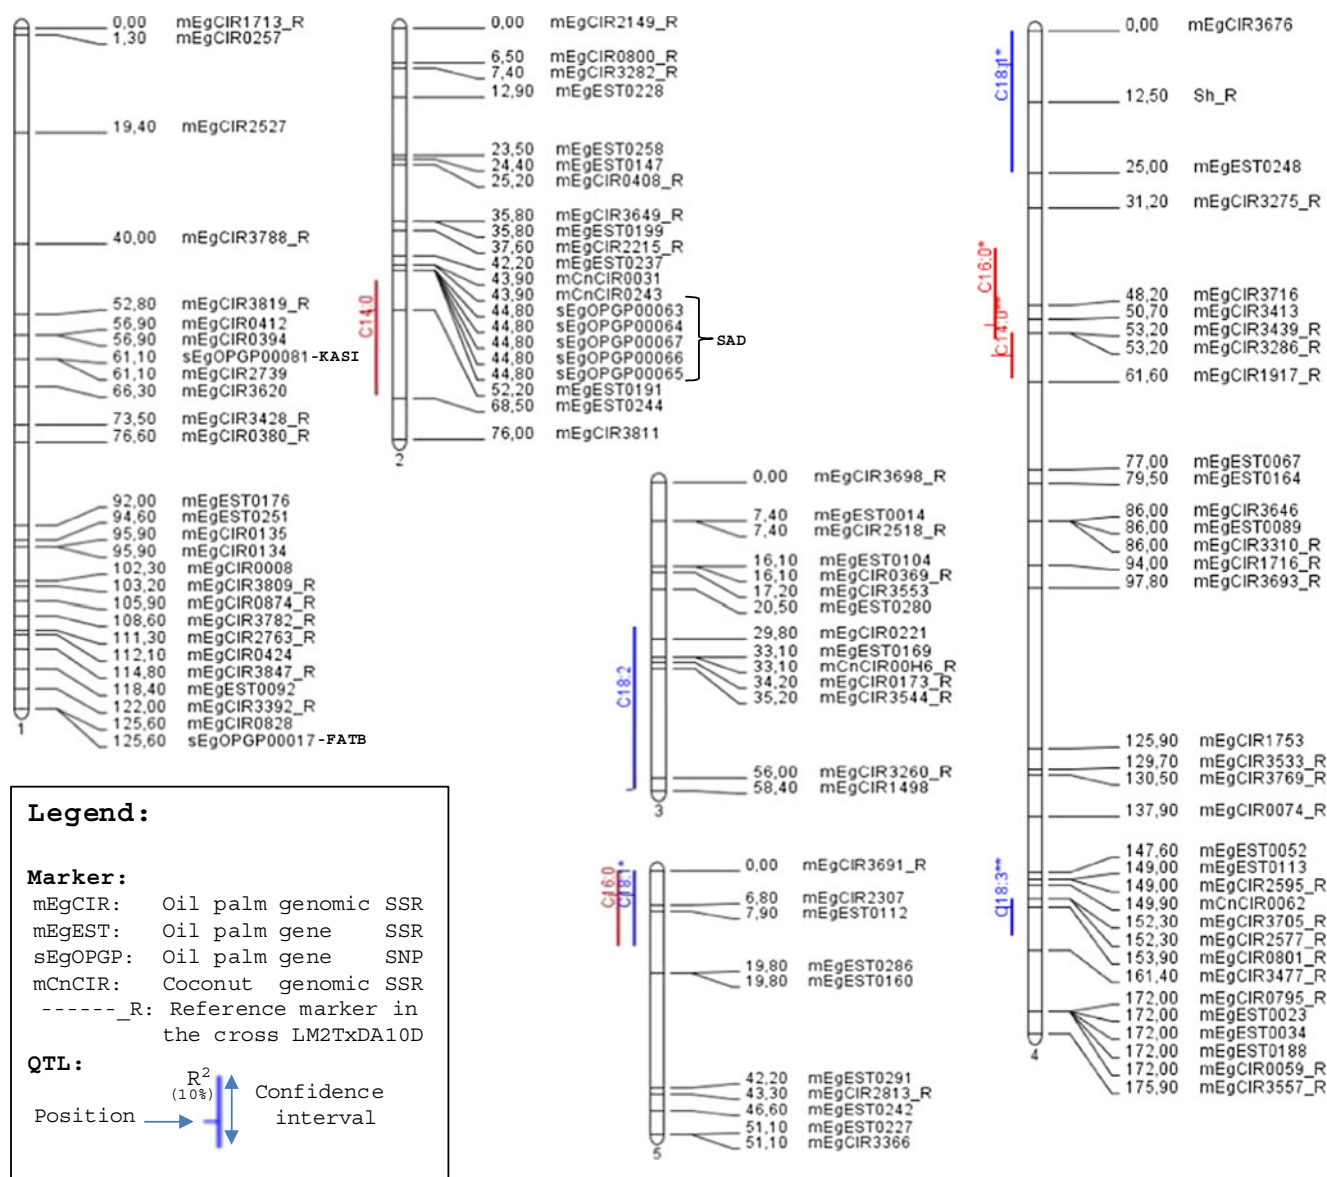 0,00 mEgCIR1713_R
1,30 mEgCIR0257
19,40 mEgCIR2527
40,00 mEgCIR3788_R
52,80 mEgCIR3819_R
56,90 mEgCIR0412
56,90 mEgCIR0394
61,10 sEgOPGP00081-KASI
61,10 mEgCIR2739
66,30 mEgCIR3620
73,50 mEgCIR3428_R
76,60 mEgCIR0380_R
92,00 mEgEST0176
94,60 mEgEST0251
95,90 mEgCIR0135
95,90 mEgCIR0134
102,30 mEgCIR0008
103,20 mEgCIR3809_R
105,90 mEgCIR0874_R
108,60 mEgCIR3782_R
111,30 mEgCIR2763_R
112,10 mEgCIR0424
114,80 mEgCIR3847_R
118,40 mEgEST0092
122,00 mEgCIR3392_R
125,60 mEgCIR0828
125,60 sEgOPGP00017-FATB
1
C14:0
0,00 mEgCIR2149_R
6,50 mEgCIR0800_R
7,40 mEgCIR3282_R
12,90 mEgEST0228
23,50 mEgEST0258
24,40 mEgEST0147
25,20 mEgCIR0408_R
35,80 mEgCIR3649_R
35,80 mEgEST0199
37,60 mEgCIR2215_R
42,20 mEgEST0237
43,90 mCnCIR0031
43,90 mCnCIR0243
44,80 sEgOPGP00063
44,80 sEgOPGP00064
44,80 sEgOPGP00067
44,80 sEgOPGP00066
44,80 sEgOPGP00065
SAD
52,20 mEgEST0191
68,50 mEgEST0244
76,00 mEgCIR3811
2
C18:2
0,00 mEgCIR3698_R
7,40 mEgEST0014
7,40 mEgCIR2518_R
16,10 mEgEST0104
16,10 mEgCIR0369_R
17,20 mEgCIR3553
20,50 mEgEST0280
29,80 mEgCIR0221
33,10 mEgEST0169
33,10 mCnCIR00H6_R
34,20 mEgCIR0173_R
35,20 mEgCIR3544_R
56,00 mEgCIR3260_R
58,40 mEgCIR1498
3
C18:1*
C16:0*
C14:0**
C18:3**
0,00 mEgCIR3676
12,50 Sh_R
25,00 mEgEST0248
31,20 mEgCIR3275_R
48,20 mEgCIR3716
50,70 mEgCIR3413
53,20 mEgCIR3439_R
53,20 mEgCIR3286_R
61,60 mEgCIR1917_R
77,00 mEgEST0067
79,50 mEgEST0164
86,00 mEgCIR3646
86,00 mEgEST0089
86,00 mEgCIR3310_R
94,00 mEgCIR1716_R
97,80 mEgCIR3693_R
125,90 mEgCIR1753
129,70 mEgCIR3533_R
130,50 mEgCIR3769_R
137,90 mEgCIR0074_R
147,60 mEgEST0052
149,00 mEgEST0113
149,00 mEgCIR2595_R
149,90 mCnCIR0062
152,30 mEgCIR3705_R
152,30 mEgCIR2577_R
153,90 mEgCIR0801_R
161,40 mEgCIR3477_R
172,00 mEgCIR0795_R
172,00 mEgEST0023
172,00 mEgEST0034
172,00 mEgEST0188
172,00 mEgCIR0059_R
175,90 mEgCIR3557_R
4
C16:0
C18:1*
0,00 mEgCIR3691_R
6,80 mEgCIR2307
7,90 mEgEST0112
19,80 mEgEST0286
19,80 mEgEST0160
42,20 mEgEST0291
43,30 mEgCIR2813_R
46,60 mEgEST0242
51,10 mEgEST0227
51,10 mEgCIR3366
5
Legend:
Marker:
mEgCIR: Oil palm genomic SSR
mEgEST: Oil palm gene SSR
sEgOPGP: Oil palm gene SNP
mCnCIR: Coconut genomic SSR
------_R: Reference marker in
the cross LM2TxDA10D
QTL:
R²
(10%)
Position
Confidence
interval